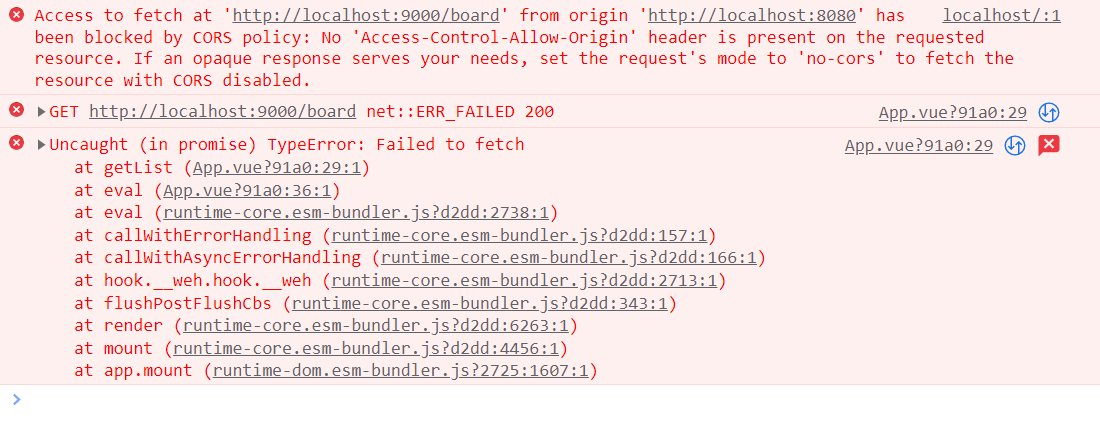 Access to fetch at 'http://localhost:9000/board' from origin 'http://localhost:8080' has localhost/:1
been blocked by CORS policy: No 'Access-Control-Allow-Origin' header is present on the requested
resource. If an opaque response serves your needs, set the request's mode to 'no-cors' to fetch the
resource with CORS disabled.
GET http://localhost:9000/board net::ERR_FAILED 200 App.vue?91a0:29
Uncaught (in promise) TypeError: Failed to fetch App.vue?91a0:29
at getList (App.vue?91a0:29:1)
at eval (App.vue?91a0:36:1)
at eval (runtime-core.esm-bundler.js?d2dd:2738:1)
at callWithErrorHandling (runtime-core.esm-bundler.js?d2dd:157:1)
at callWithAsyncErrorHandling (runtime-core.esm-bundler.js?d2dd:166:1)
at hook.__weh.hook.__weh (runtime-core.esm-bundler.js?d2dd:2713:1)
at flushPostFlushCbs (runtime-core.esm-bundler.js?d2dd:343:1)
at render (runtime-core.esm-bundler.js?d2dd:6263:1)
at mount (runtime-core.esm-bundler.js?d2dd:4456:1)
at app.mount (runtime-dom.esm-bundler.js?2725:1607:1)